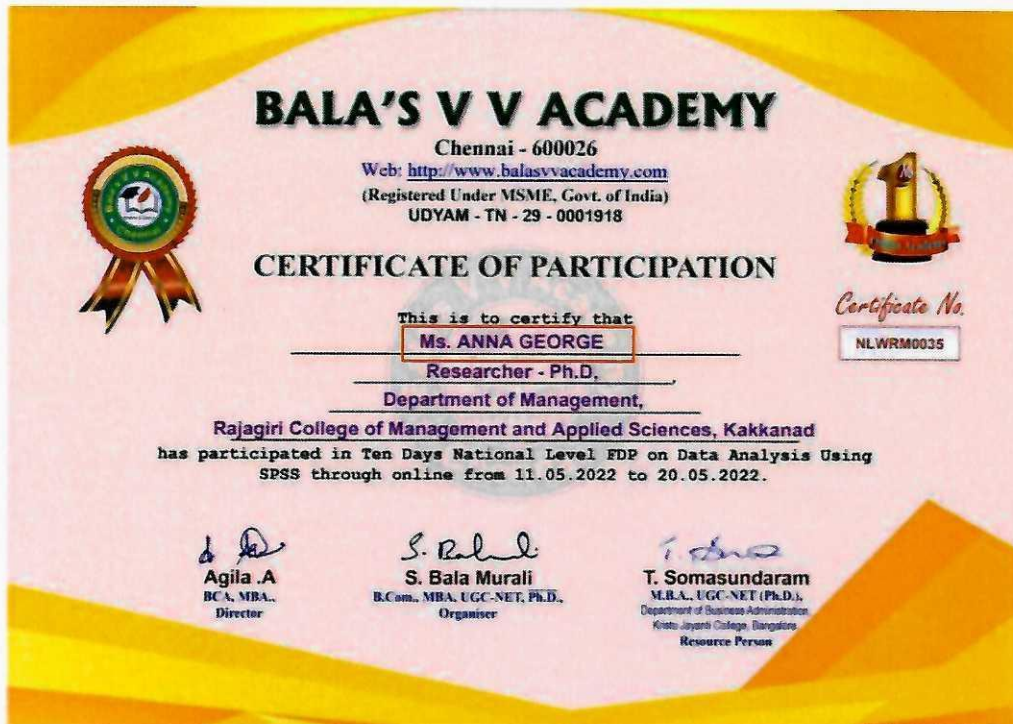 BALA'S V V ACADEMY
Chennai - 600026
Web: http://www.balasvvacademy.com
(Registered Under MSME, Govt. of India)
UDYAM - TN - 29 - 0001918
CERTIFICATE OF PARTICIPATION
Certificate No.
NLWRM0035
This is to certify that
Ms. ANNA GEORGE
Researcher - Ph.D,
Department of Management,
Rajagiri College of Management and Applied Sciences, Kakkanad
has participated in Ten Days National Level FDP on Data Analysis Using
SPSS through online from 11.05.2022 to 20.05.2022.
Agila .A
BCA, MBA.,
Director
S. Bala Murali
B.Com., MBA, UGC-NET, Ph.D.,
Organiser
T. Somasundaram
M.B.A., UGC-NET (Ph.D.),
Department of Business Administration
Kristu Jayanti College, Bangalore
Resource Person